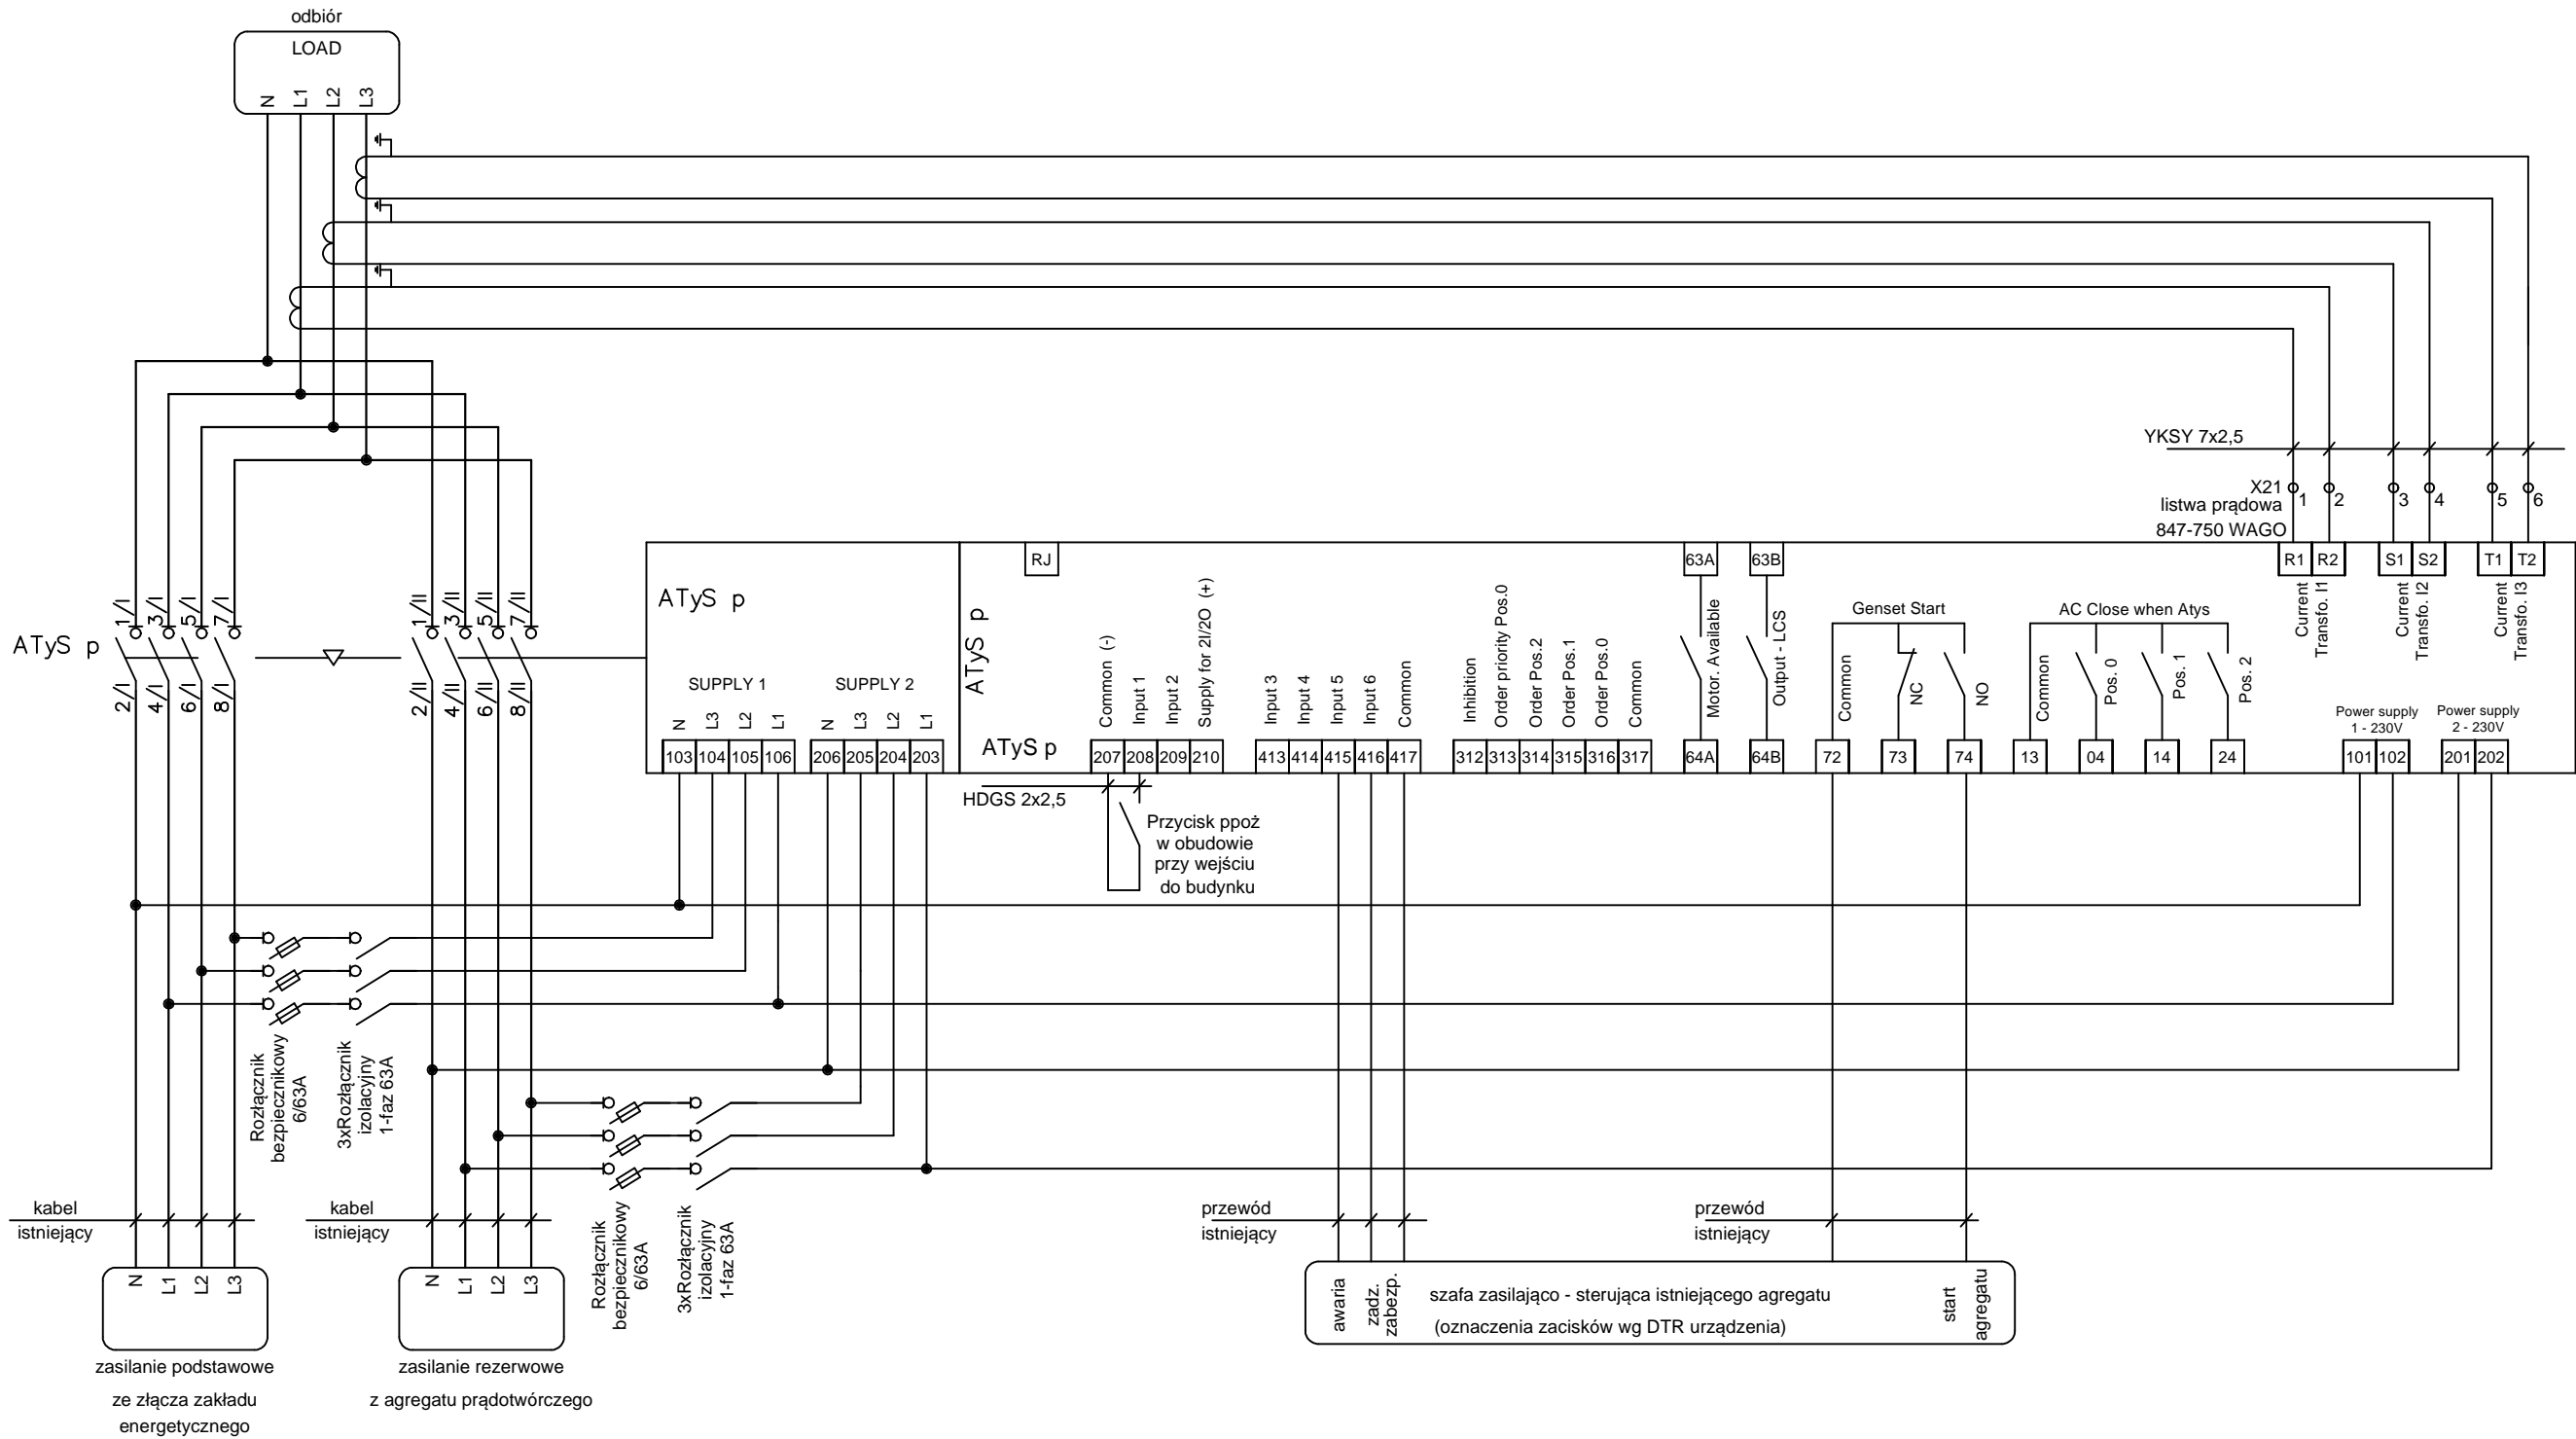 odbiór
LOAD
N
L1
L2
L3
YKSY 7x2,5
X21
listwa prądowa
847-750 WAGO
1
2
3
4
5
6
ATyS p
1/I
3/I
5/I
7/I
2/I
4/I
6/I
8/I
1/II
3/II
5/II
7/II
2/II
4/II
6/II
8/II
ATyS p
SUPPLY 1
SUPPLY 2
N
L3
L2
L1
N
L3
L2
L1
103
104
105
106
206
205
204
203
ATyS p
ATyS p
RJ
Common (-)
Input 1
Input 2
Supply for 2I/2O (+)
207
208
209
210
Input 3
Input 4
Input 5
Input 6
Common
413
414
415
416
417
Inhibition
Order priority Pos.0
Order Pos.2
Order Pos.1
Order Pos.0
Common
312
313
314
315
316
317
63A
Motor. Available
64A
63B
Output - LCS
64B
Genset Start
Common
NC
NO
72
73
74
AC Close when Atys
Common
Pos. 0
Pos. 1
Pos. 2
13
04
14
24
R1
R2
S1
S2
T1
T2
Current
Transfo. I1
Current
Transfo. I2
Current
Transfo. I3
Power supply
1 - 230V
Power supply
2 - 230V
101
102
201
202
HDGS 2x2,5
Przycisk ppoż
w obudowie
przy wejściu
do budynku
Rozłącznik
bezpiecznikowy
6/63A
3xRozłącznik
izolacyjny
1-faz 63A
Rozłącznik
bezpiecznikowy
6/63A
3xRozłącznik
izolacyjny
1-faz 63A
kabel
istniejący
kabel
istniejący
przewód
istniejący
przewód
istniejący
N
L1
L2
L3
N
L1
L2
L3
awaria
zadz.
zabezp.
szafa zasilająco - sterująca istniejącego agregatu
(oznaczenia zacisków wg DTR urządzenia)
start
agregatu
zasilanie podstawowe
ze złącza zakładu
energetycznego
zasilanie rezerwowe
z agregatu prądotwórczego